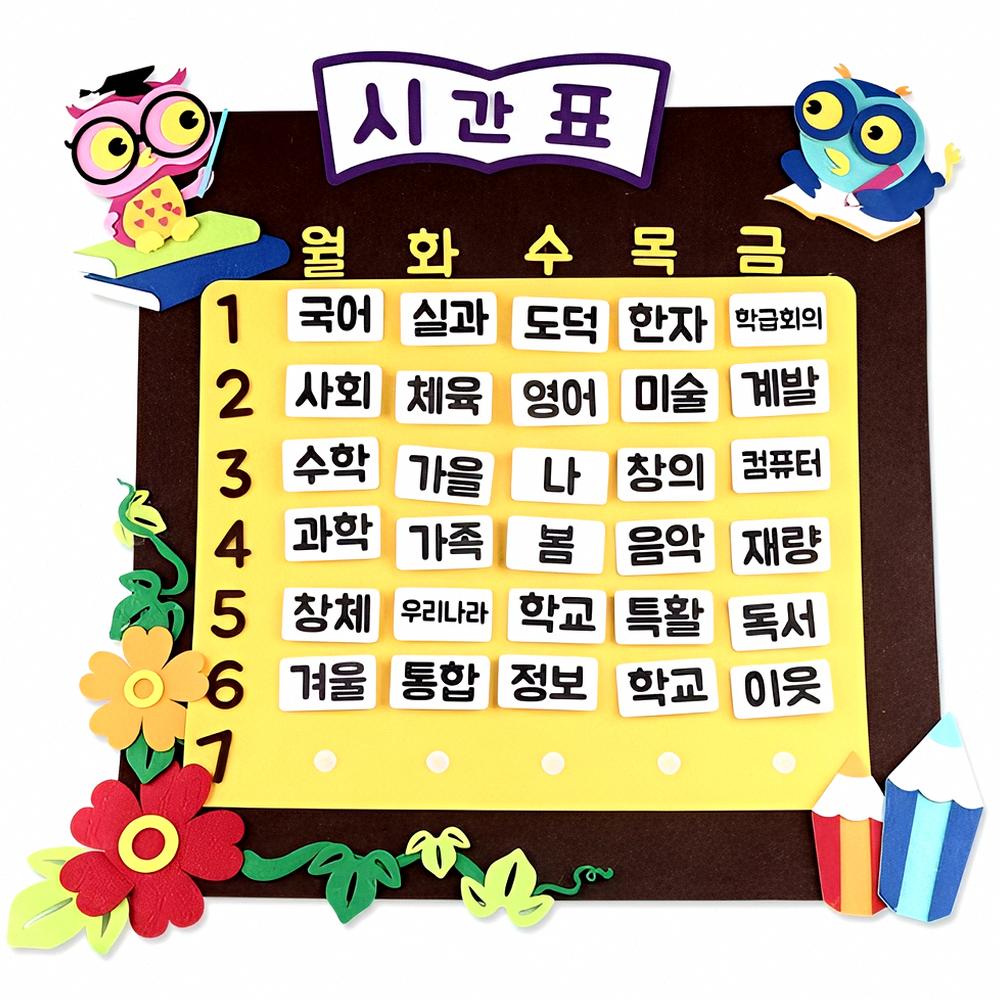 시간표
월 화 수 목 금
1 국어 실과 도덕 한자 학급회의
2 사회 체육 영어 미술 계발
3 수학 가을 나 창의 컴퓨터
4 과학 가족 봄 음악 재량
5 창체 우리나라 학교 특활 독서
6 겨울 통합 정보 학교 이웃
7